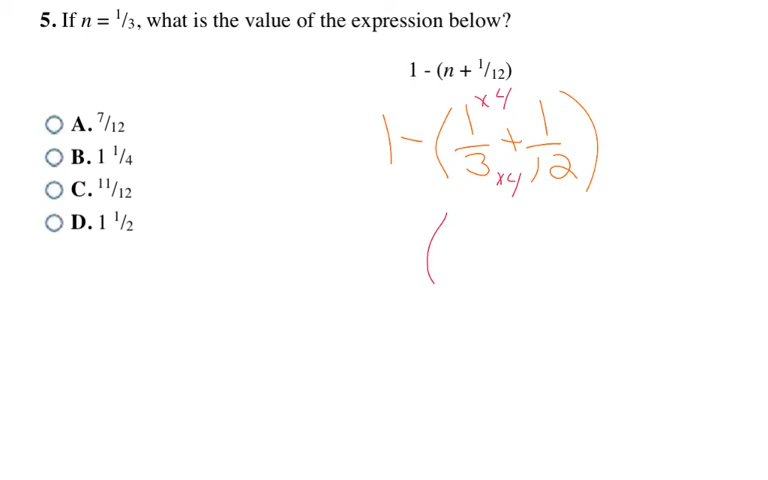 5. If n = 1/3, what is the value of the expression below?
1 - (n + 1/12)
A. 7/12
B. 1 1/4
C. 11/12
D. 1 1/2
x4
1 - (1/3 + 1/12)
x4
(